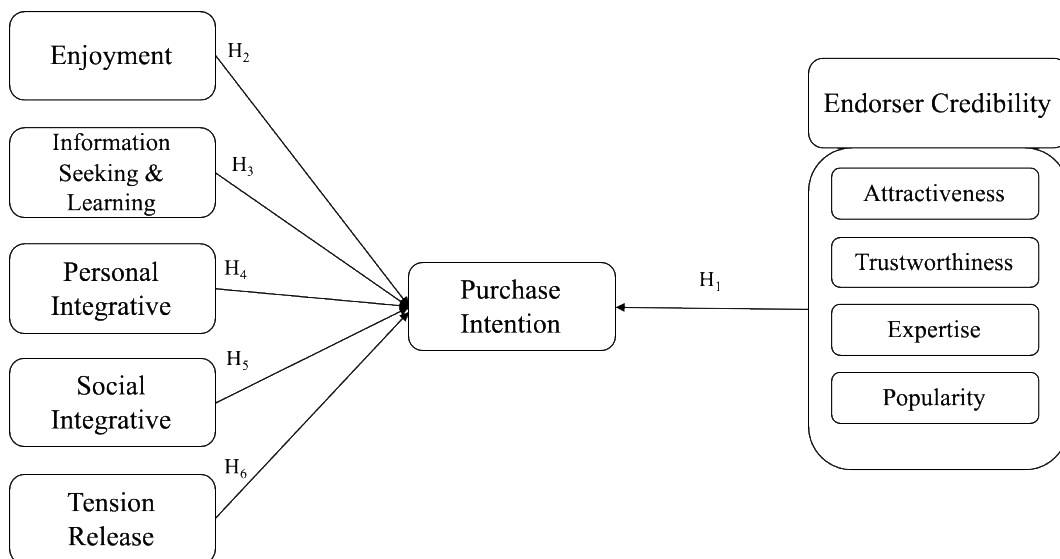 Enjoyment
H2
Information
Seeking &
Learning
H3
Personal
Integrative
H4
Social
Integrative
H5
Tension
Release
H6
Purchase
Intention
H1
Endorser Credibility
Attractiveness
Trustworthiness
Expertise
Popularity